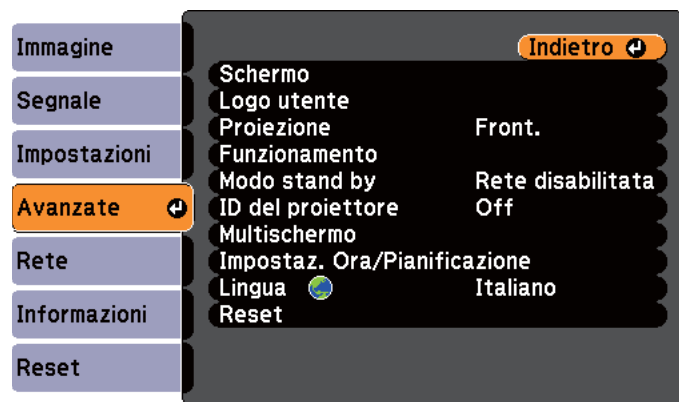 Immagine
Segnale
Impostazioni
Avanzate
Rete
Informazioni
Reset
Indietro
Schermo
Logo utente
Proiezione Front.
Funzionamento
Modo stand by Rete disabilitata
ID del proiettore Off
Multischermo
Impostaz. Ora/Pianificazione
Lingua Italiano
Reset